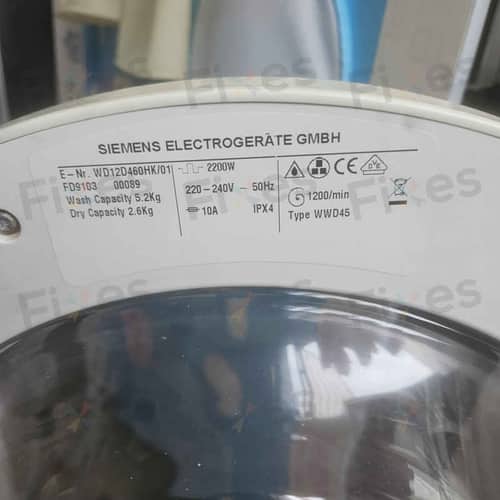 SIEMENS ELECTROGERÄTE GMBH
E-Nr. WD12D460HK/01
FD9103 00089
Wash Capacity 5.2Kg
Dry Capacity 2.6Kg
2200W
220-240V ~ 50Hz
10A IPX4
DVE CE
1200/min
Type WWD45
Fixes